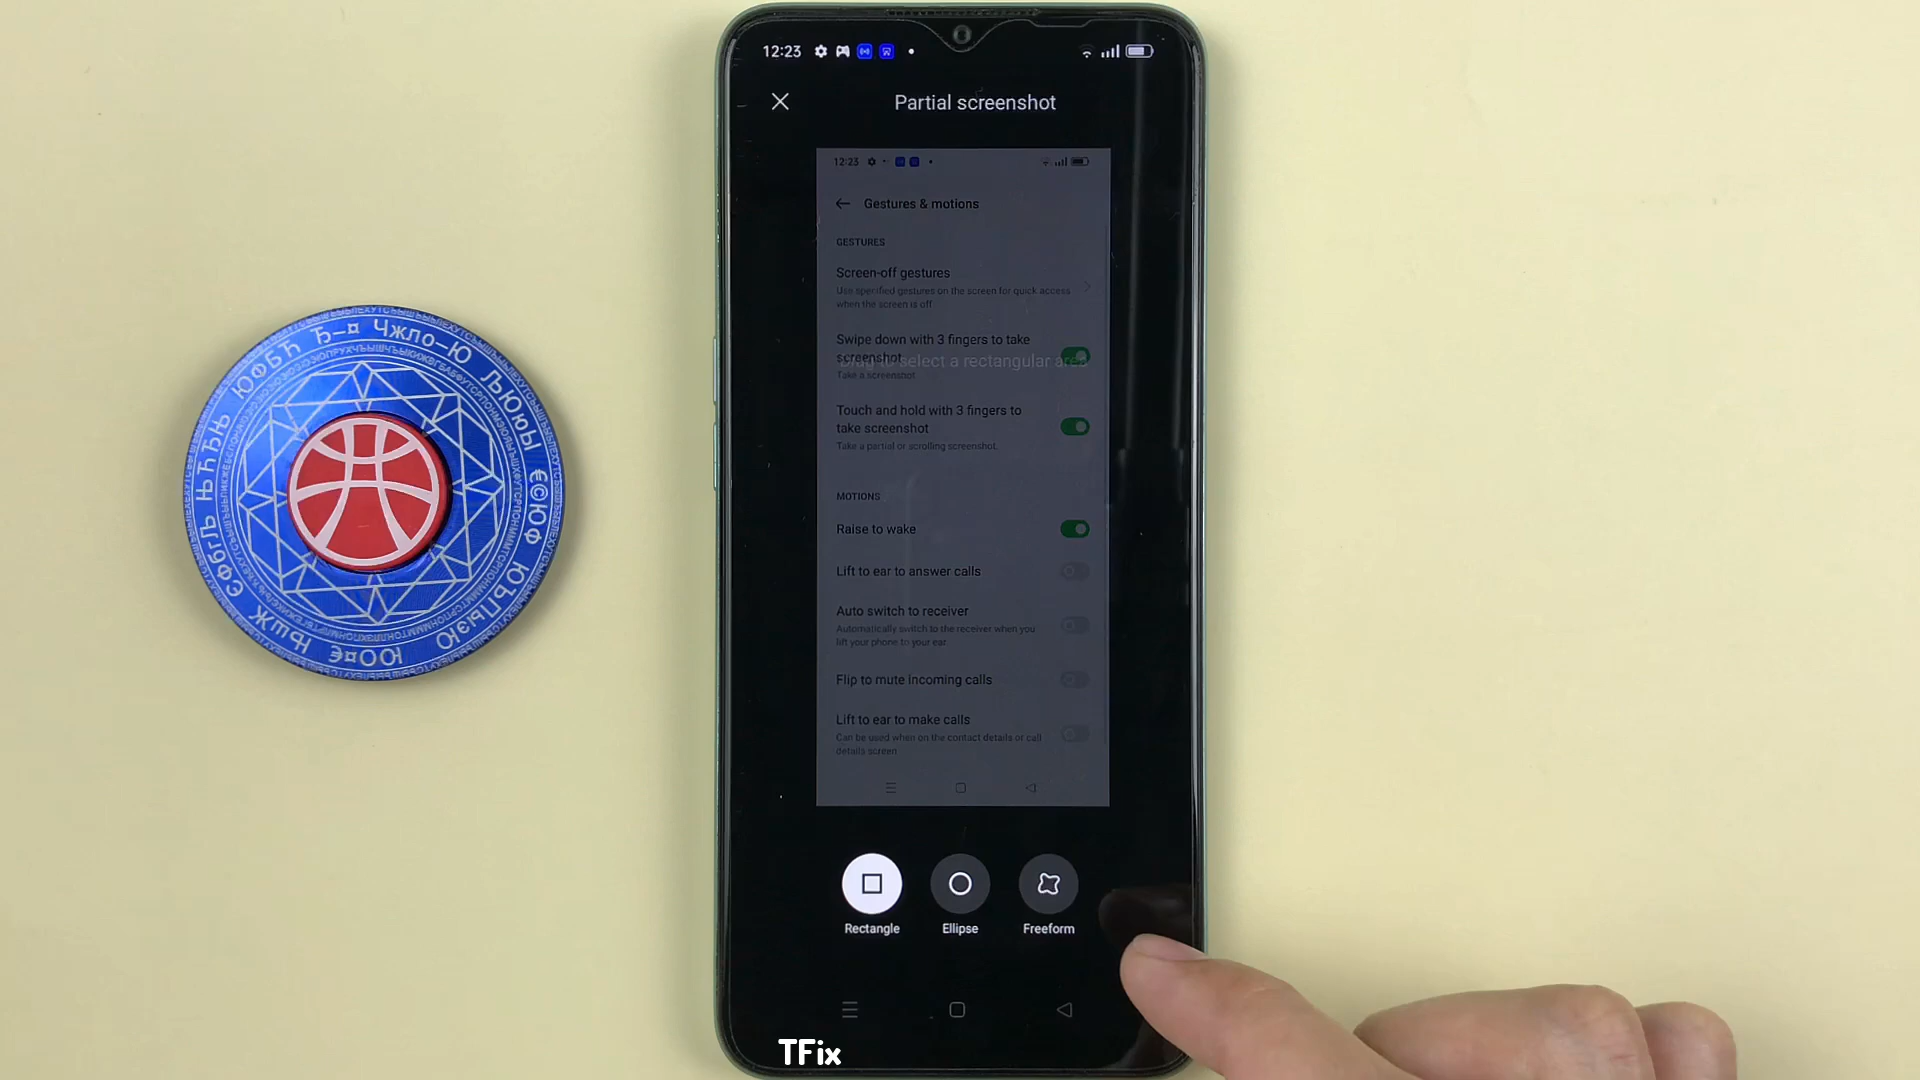 12:23
Partial screenshot
12:23
Gestures & motions
GESTURES
Screen-off gestures
Use specified gestures on the screen for quick access
when the screen is off
Swipe down with 3 fingers to take
screenshot
Drag to select a rectangular area
Take a screenshot
Touch and hold with 3 fingers to
take screenshot
Take a partial or scrolling screenshot.
MOTIONS
Raise to wake
Lift to ear to answer calls
Auto switch to receiver
Automatically switch to the receiver when you
lift your phone to your ear.
Flip to mute incoming calls
Lift to ear to make calls
Can be used when on the contact details or call
details screen
Rectangle
Ellipse
Freeform
TFix